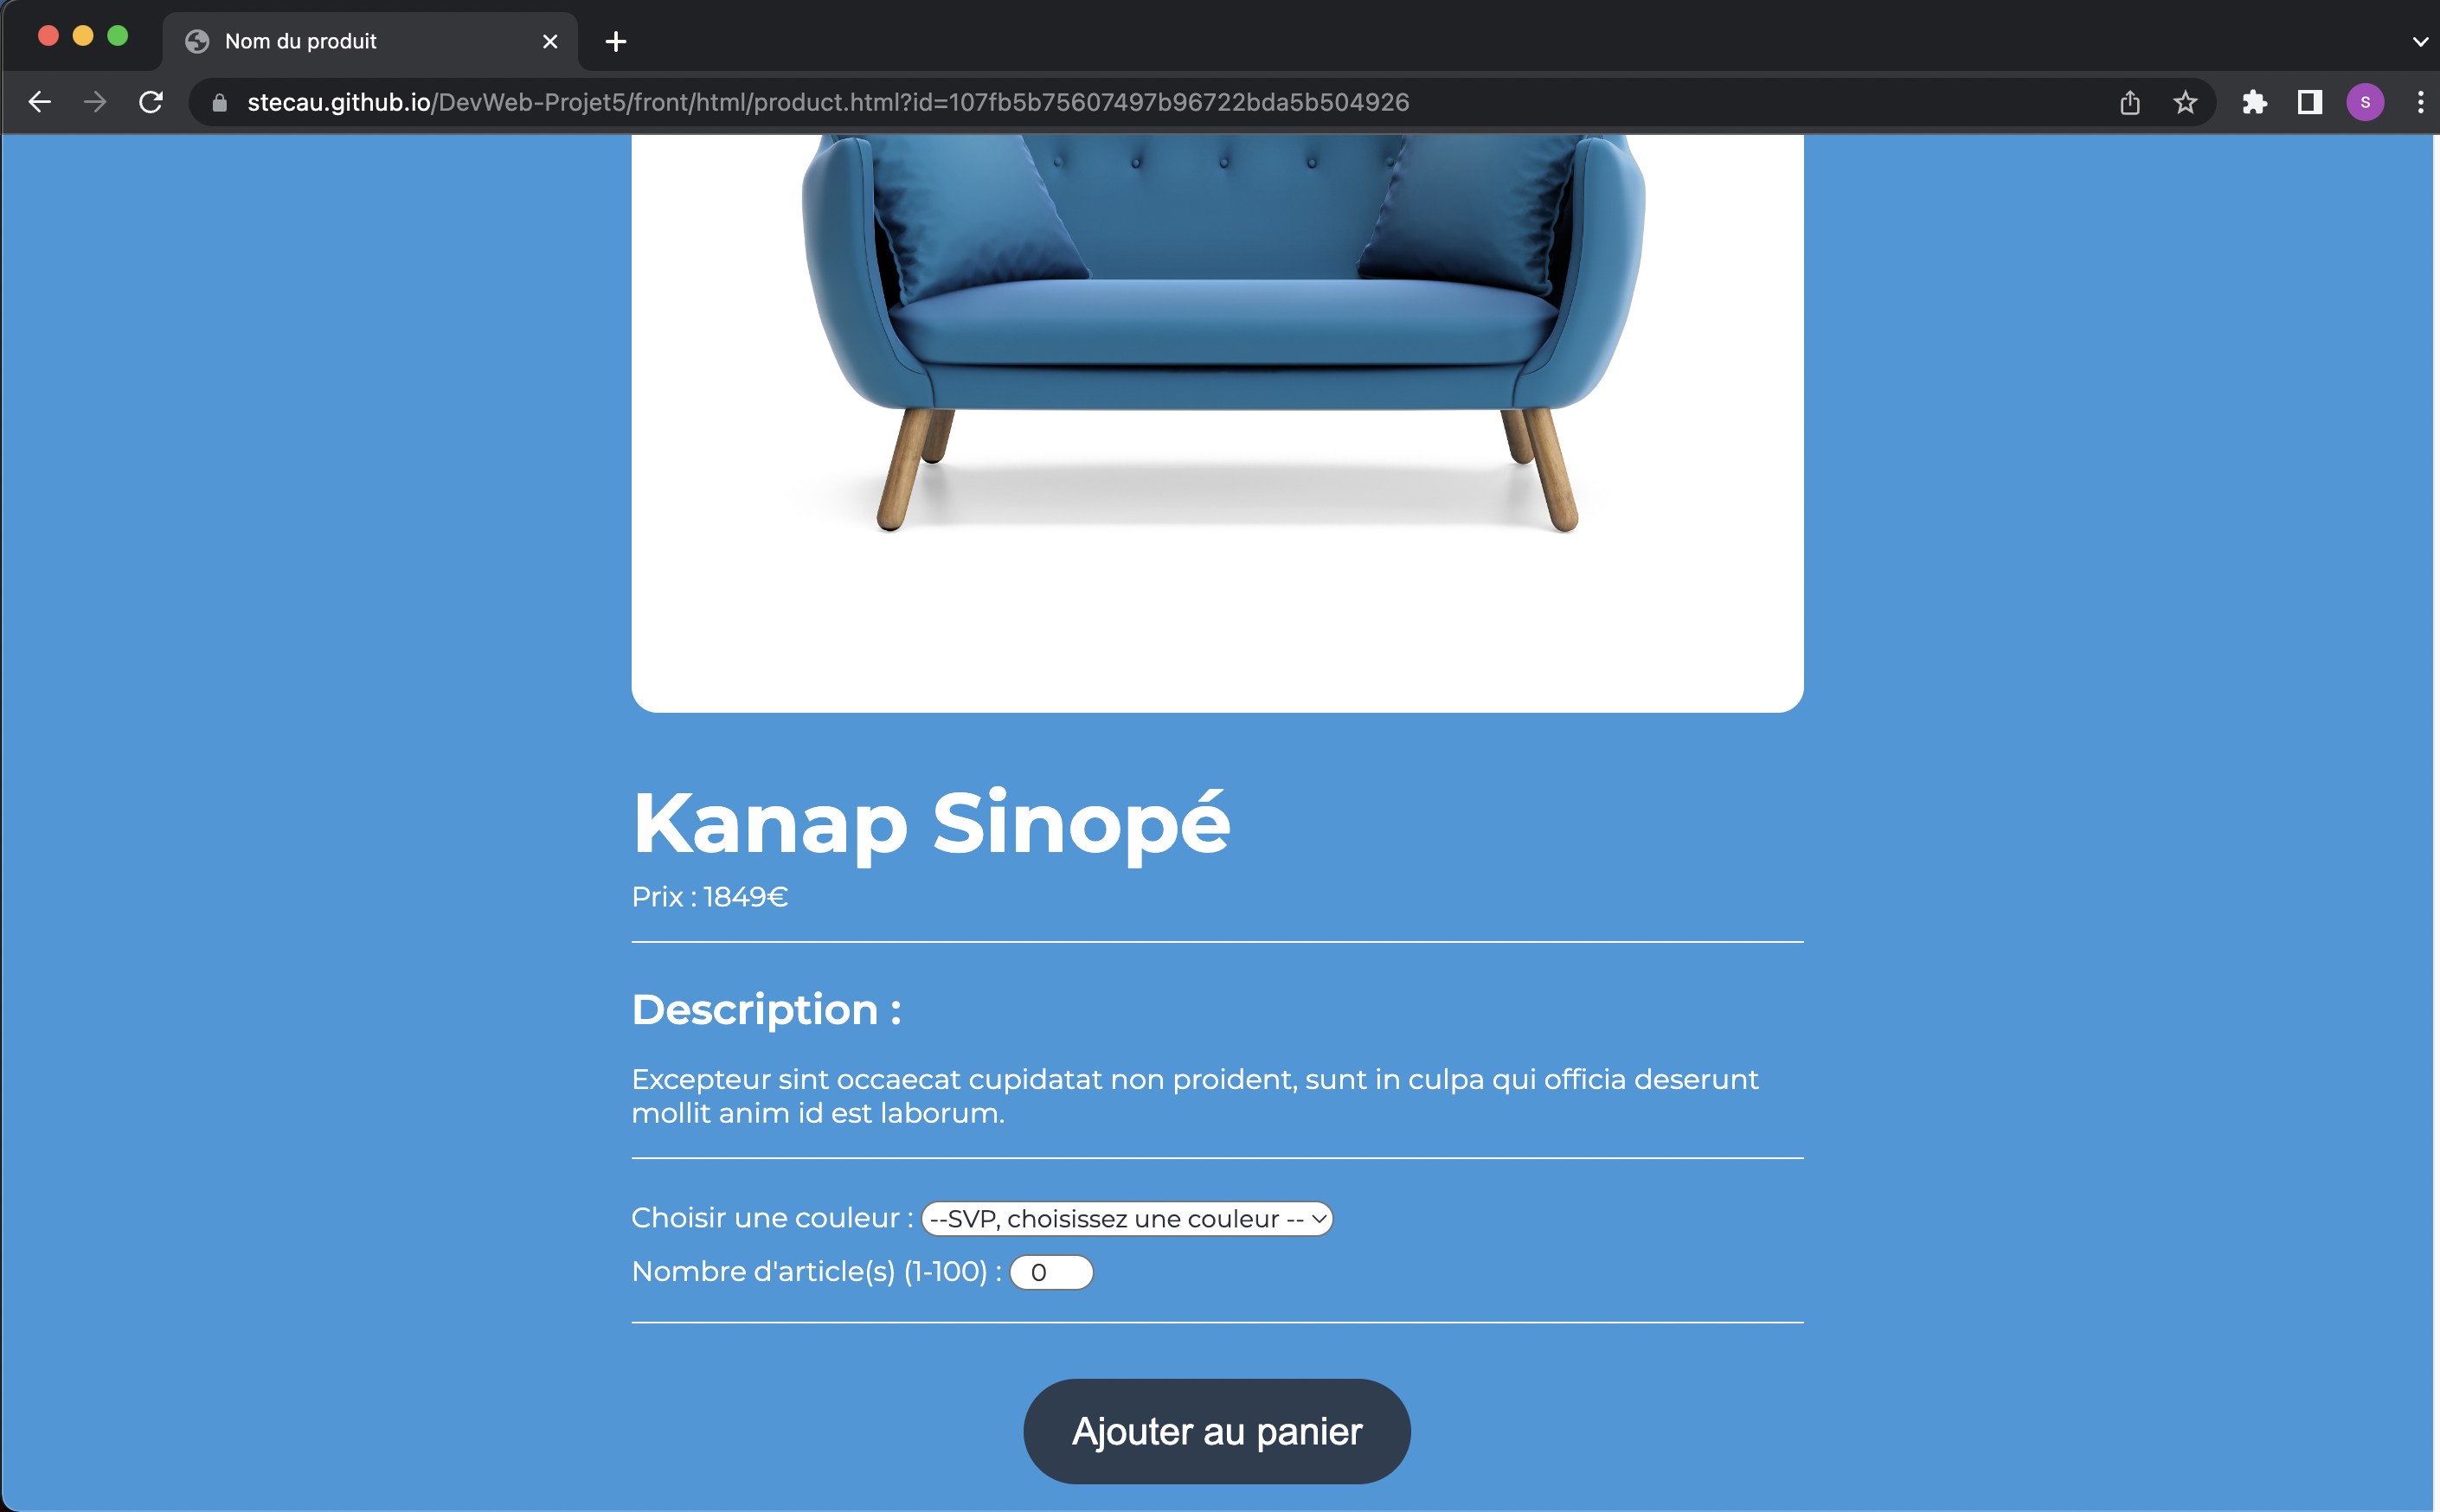 Nom du produit
stecau.github.io/DevWeb-Projet5/front/html/product.html?id=107fb5b75607497b96722bda5b504926
S
Kanap Sinopé
Prix : 1849€
Description :
Excepteur sint occaecat cupidatat non proident, sunt in culpa qui officia deserunt
mollit anim id est laborum.
Choisir une couleur : --SVP, choisissez une couleur --
Nombre d'article(s) (1-100) : 0
Ajouter au panier